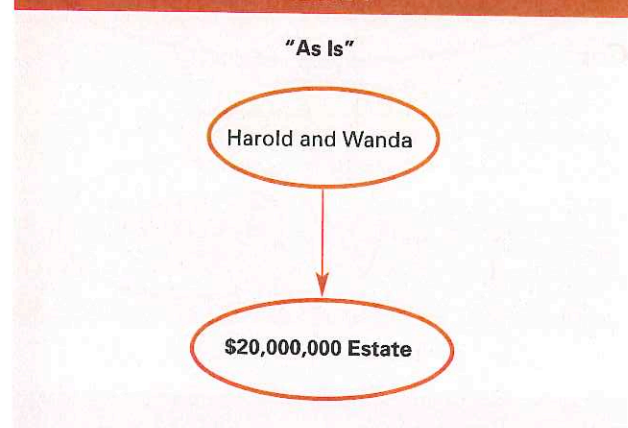 "As Is"
Harold and Wanda
$20,000,000 Estate